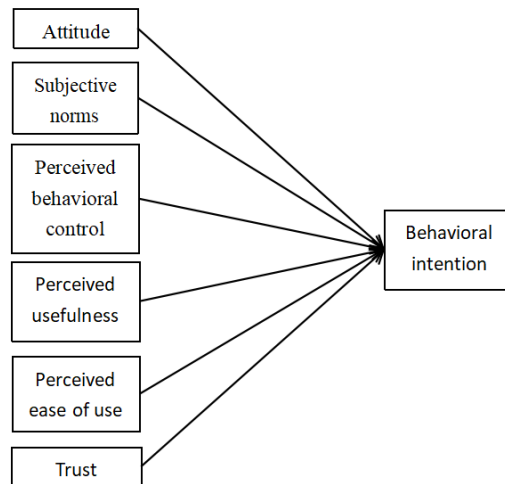 Attitude
Subjective
norms
Perceived
behavioral
control
Perceived
usefulness
Perceived
ease of use
Trust
Behavioral
intention